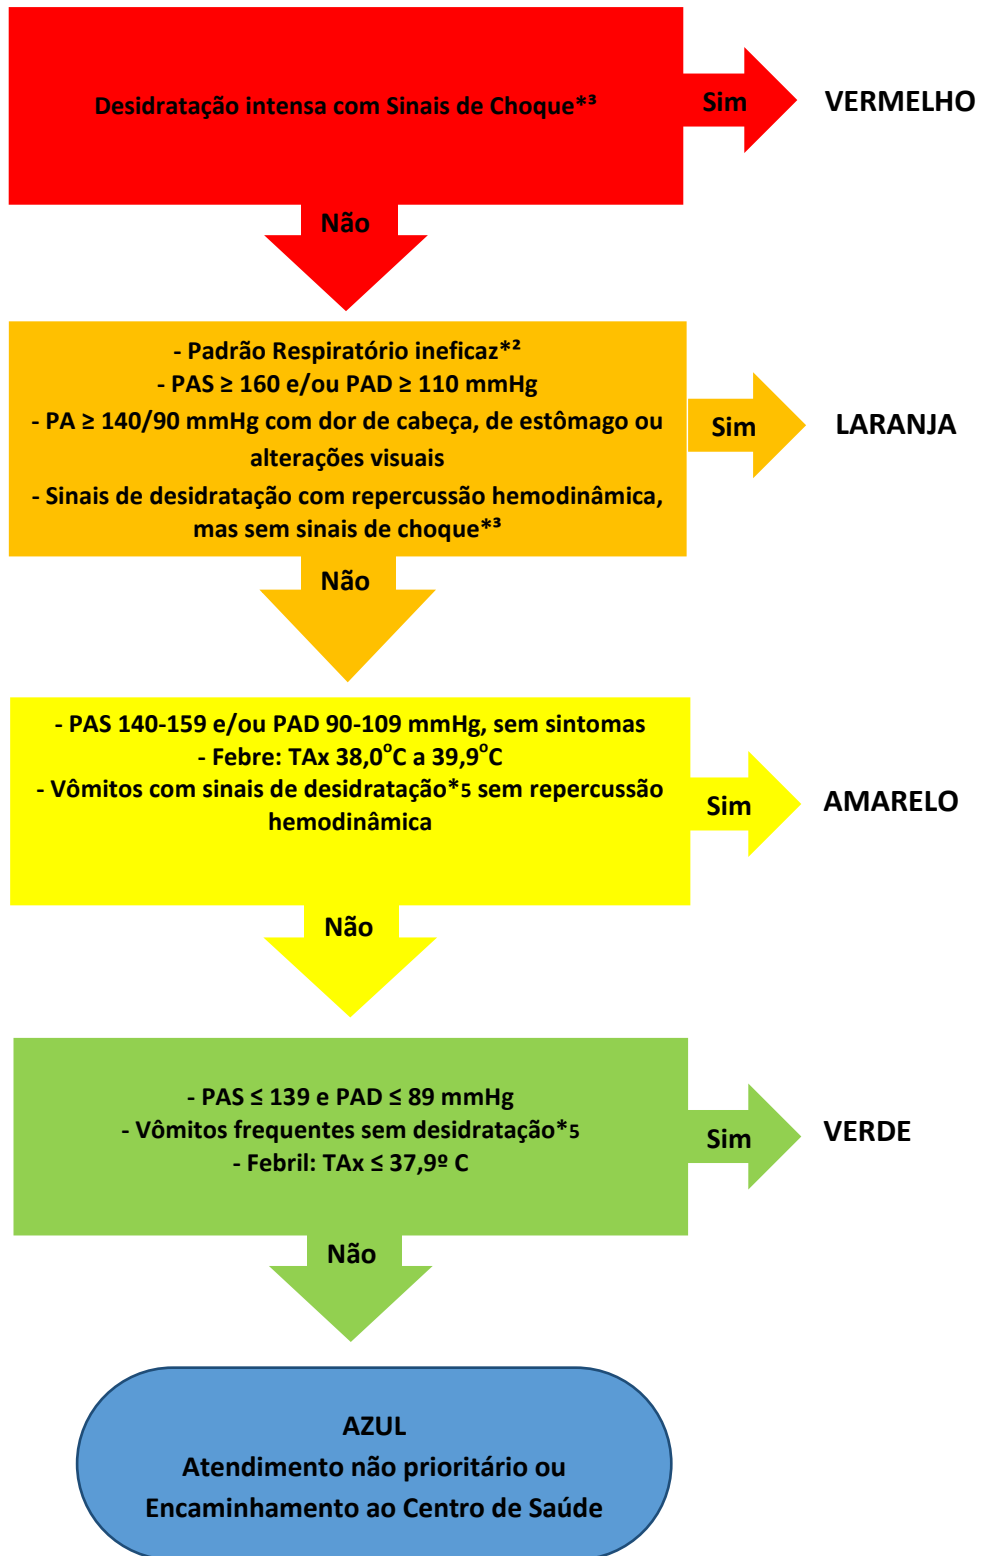 Desidratação intensa com Sinais de Choque*³
Sim
VERMELHO
Não
- Padrão Respiratório ineficaz*²
- PAS ≥ 160 e/ou PAD ≥ 110 mmHg
- PA ≥ 140/90 mmHg com dor de cabeça, de estômago ou
alterações visuais
- Sinais de desidratação com repercussão hemodinâmica,
mas sem sinais de choque*³
Sim
LARANJA
Não
- PAS 140-159 e/ou PAD 90-109 mmHg, sem sintomas
- Febre: TAx 38,0°C a 39,9°C
- Vômitos com sinais de desidratação*5 sem repercussão
hemodinâmica
Sim
AMARELO
Não
- PAS ≤ 139 e PAD ≤ 89 mmHg
- Vômitos frequentes sem desidratação*5
- Febril: TAx ≤ 37,9º C
Sim
VERDE
Não
AZUL
Atendimento não prioritário ou
Encaminhamento ao Centro de Saúde